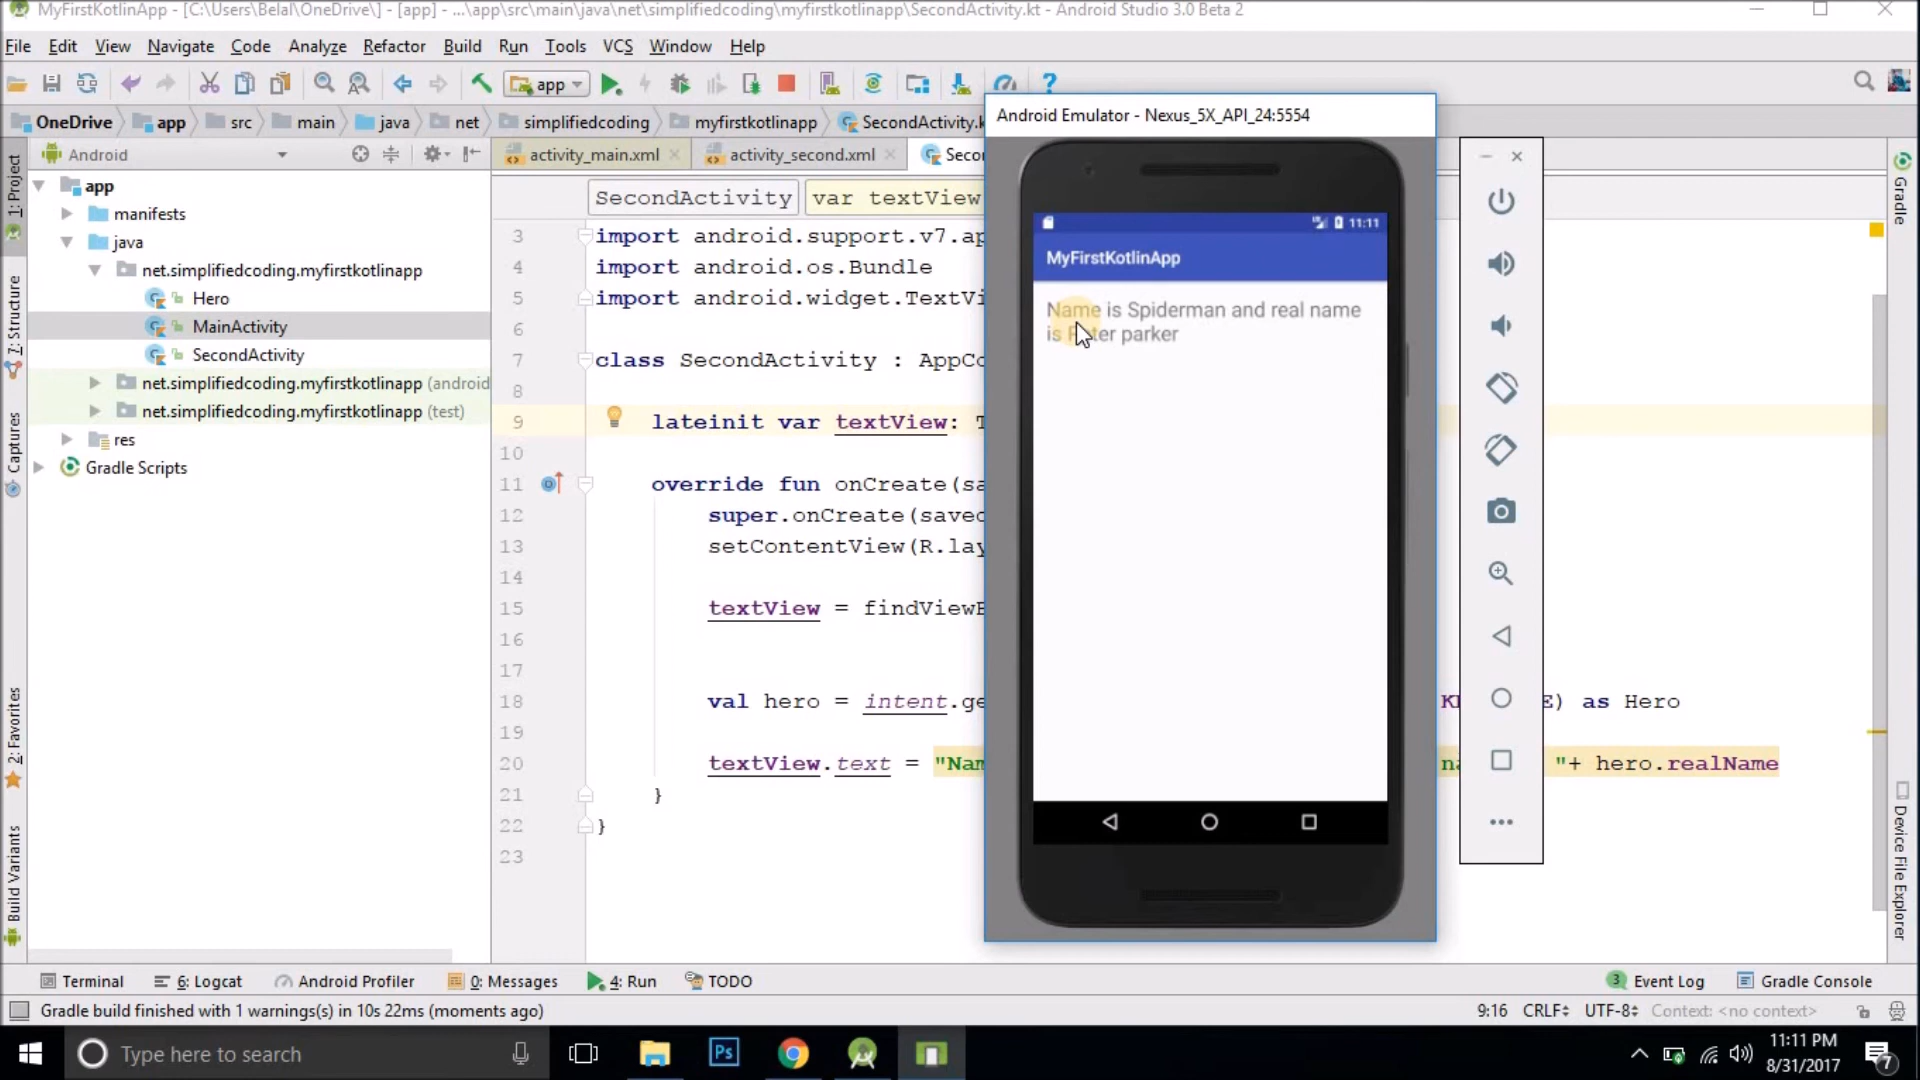 MyFirstKotlinApp - [C:\Users\Belal\OneDrive\] - [app] - ...\app\src\main\java\net\simplifiedcoding\myfirstkotlinapp\SecondActivity.kt - Android Studio 3.0 Beta 2
File Edit View Navigate Code Analyze Refactor Build Run Tools VCS Window Help
app
OneDrive app src main java net simplifiedcoding myfirstkotlinapp SecondActivity.k
Android
activity_main.xml activity_second.xml Secon
1: Project
7: Structure
Captures
2: Favorites
Build Variants
app
manifests
java
net.simplifiedcoding.myfirstkotlinapp
Hero
MainActivity
SecondActivity
net.simplifiedcoding.myfirstkotlinapp (android
net.simplifiedcoding.myfirstkotlinapp (test)
res
Gradle Scripts
SecondActivity var textView
3 import android.support.v7.ap
4 import android.os.Bundle
5 import android.widget.TextVi
6
7 class SecondActivity : AppCo
8
9 lateinit var textView: T
10
11 override fun onCreate(sa
12 super.onCreate(saved
13 setContentView(R.lay
14
15 textView = findViewB
16
17
18 val hero = intent.ge E) as Hero
19
20 textView.text = "Nam na "+ hero.realName
21 }
22 }
23
Android Emulator - Nexus_5X_API_24:5554
11:11
MyFirstKotlinApp
Name is Spiderman and real name
is Peter parker
Gradle
Device File Explorer
Terminal 6: Logcat Android Profiler 0: Messages 4: Run TODO 3 Event Log Gradle Console
Gradle build finished with 1 warnings(s) in 10s 22ms (moments ago) 9:16 CRLF UTF-8 Context: <no context>
Type here to search
Ps
11:11 PM
8/31/2017
7